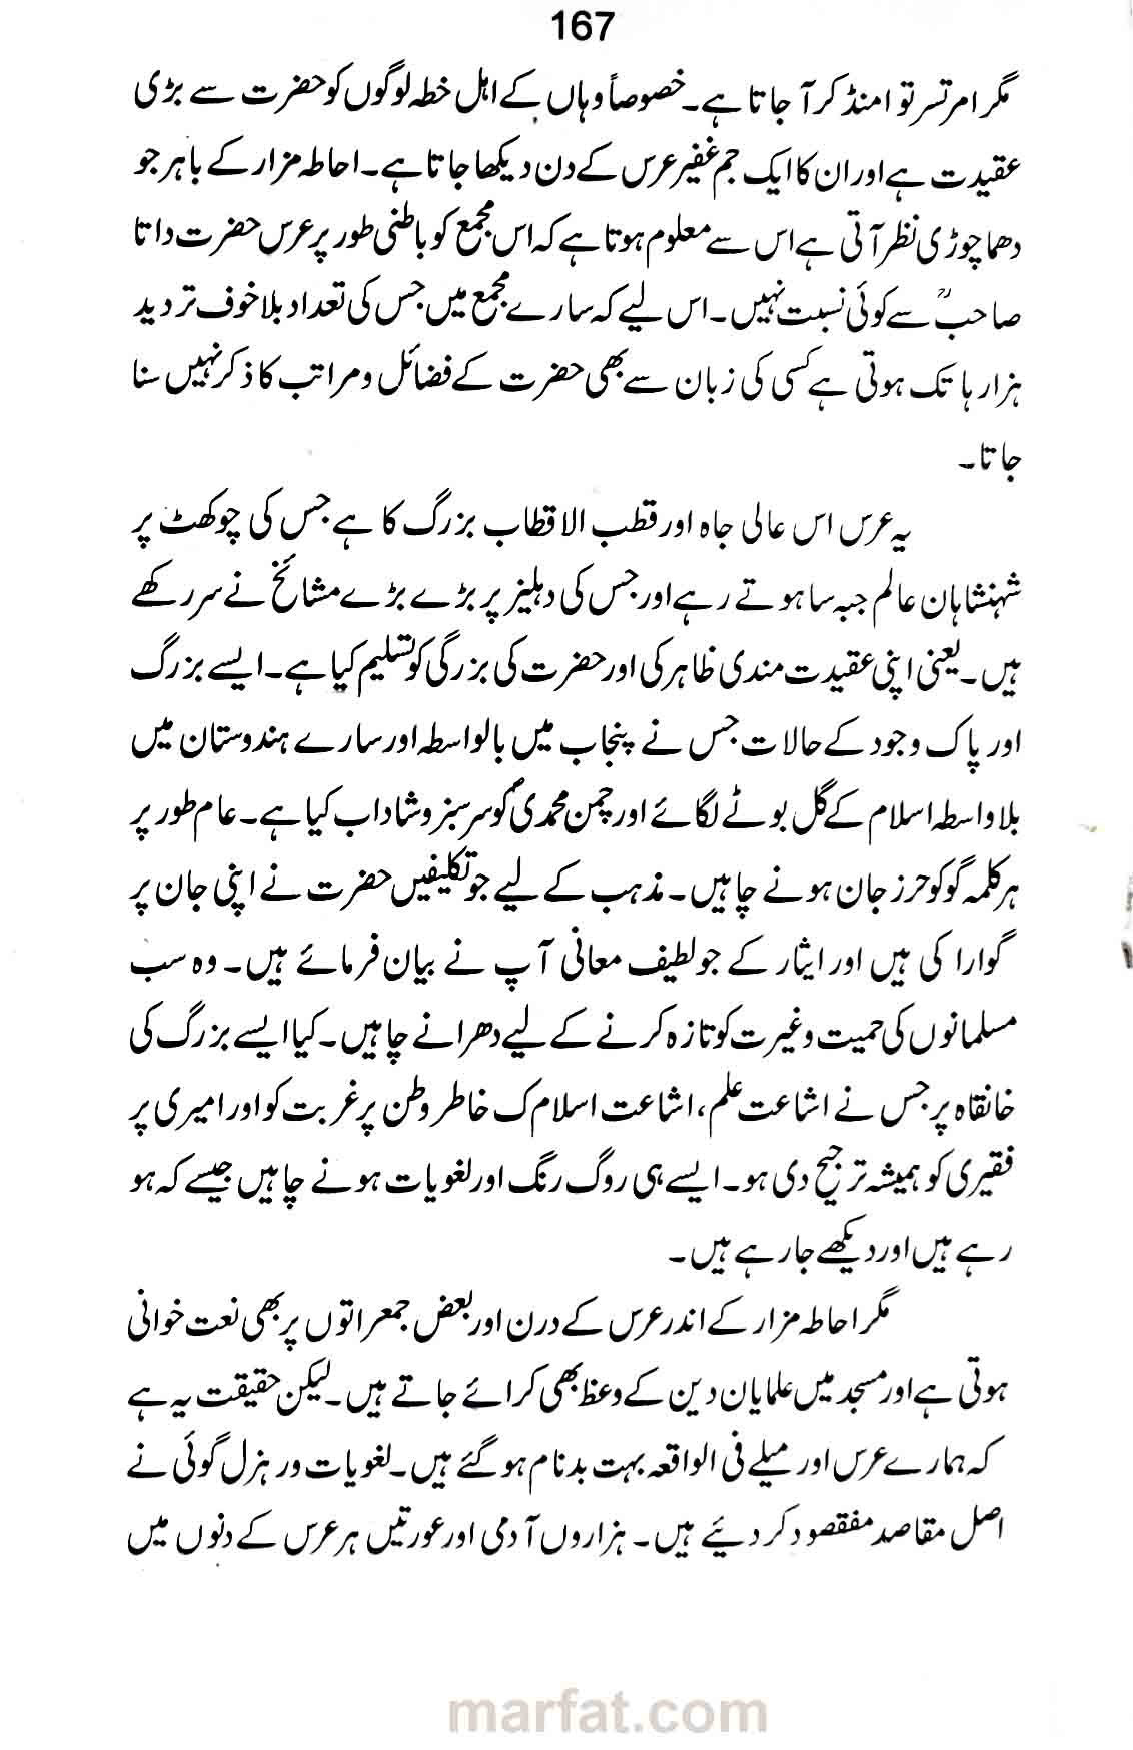 167
مگر امرتسر تو امنڈ کر آ جاتا ہے۔ خصوصاً وہاں کے اہل خطہ لوگوں کو حضرت سے بڑی
عقیدت ہے اور ان کا ایک جم غفیر عرس کے دن دیکھا جاتا ہے۔ احاطہ مزار کے باہر جو
دھما چوڑی نظر آتی ہے اس سے معلوم ہوتا ہے کہ اس مجمع کو باطنی طور پر عرس حضرت داتا
صاحبؒ سے کوئی نسبت نہیں۔ اس لیے کہ سارے مجمع میں جس کی تعداد بلا خوف تردید
ہزار ہا تک ہوتی ہے کسی کی زبان سے بھی حضرت کے فضائل و مراتب کا ذکر نہیں سنا
جاتا۔
یہ عرس اس عالی جاہ اور قطب الاقطاب بزرگ کا ہے جس کی چوکھٹ پر
شہنشاہان عالم جبہ سا ہوتے رہے اور جس کی دہلیز پر بڑے بڑے مشائخ نے سر رکھے
ہیں۔ یعنی اپنی عقیدت مندی ظاہر کی اور حضرت کی بزرگی کو تسلیم کیا ہے۔ ایسے بزرگ
اور پاک وجود کے حالات جس نے پنجاب میں بالواسطہ اور سارے ہندوستان میں
بلا واسطہ اسلام کے گل بوٹے لگائے اور چمن محمدیؐ کو سرسبز و شاداب کیا ہے۔ عام طور پر
ہر کلمہ گو کو حرز جان ہونے چاہیں۔ مذہب کے لیے جو تکلیفیں حضرت نے اپنی جان پر
گوارا کی ہیں اور ایثار کے جو لطیف معانی آپ نے بیان فرمائے ہیں۔ وہ سب
مسلمانوں کی حمیت و غیرت کو تازہ کرنے کے لیے دھرانے چاہیں۔ کیا ایسے بزرگ کی
خانقاہ پر جس نے اشاعت علم، اشاعت اسلام ک خاطر وطن پر غربت کو اور امیری پر
فقیری کو ہمیشہ ترجیح دی ہو۔ ایسے ہی روگ رنگ اور لغویات ہونے چاہیں جیسے کہ ہو
رہے ہیں اور دیکھے جا رہے ہیں۔
مگر احاطہ مزار کے اندر عرس کے درن اور بعض جمعراتوں پر بھی نعت خوانی
ہوتی ہے اور مسجد میں علمایان دین کے وعظ بھی کرائے جاتے ہیں۔ لیکن حقیقت یہ ہے
کہ ہمارے عرس اور میلے فی الواقعہ بہت بدنام ہو گئے ہیں۔ لغویات ور ہزل گوئی نے
اصل مقاصد مفقصود کر دیئے ہیں۔ ہزاروں آدمی اور عورتیں ہر عرس کے دنوں میں
marfat.com